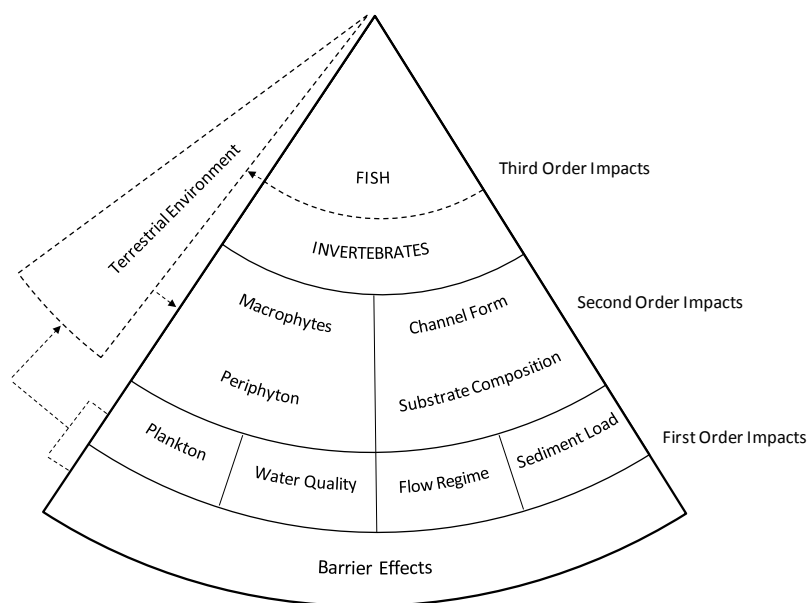 Terrestrial Environment
FISH
Third Order Impacts
INVERTEBRATES
Macrophytes
Channel Form
Second Order Impacts
Periphyton
Substrate Composition
Plankton
Water Quality
Flow Regime
Sediment Load
First Order Impacts
Barrier Effects